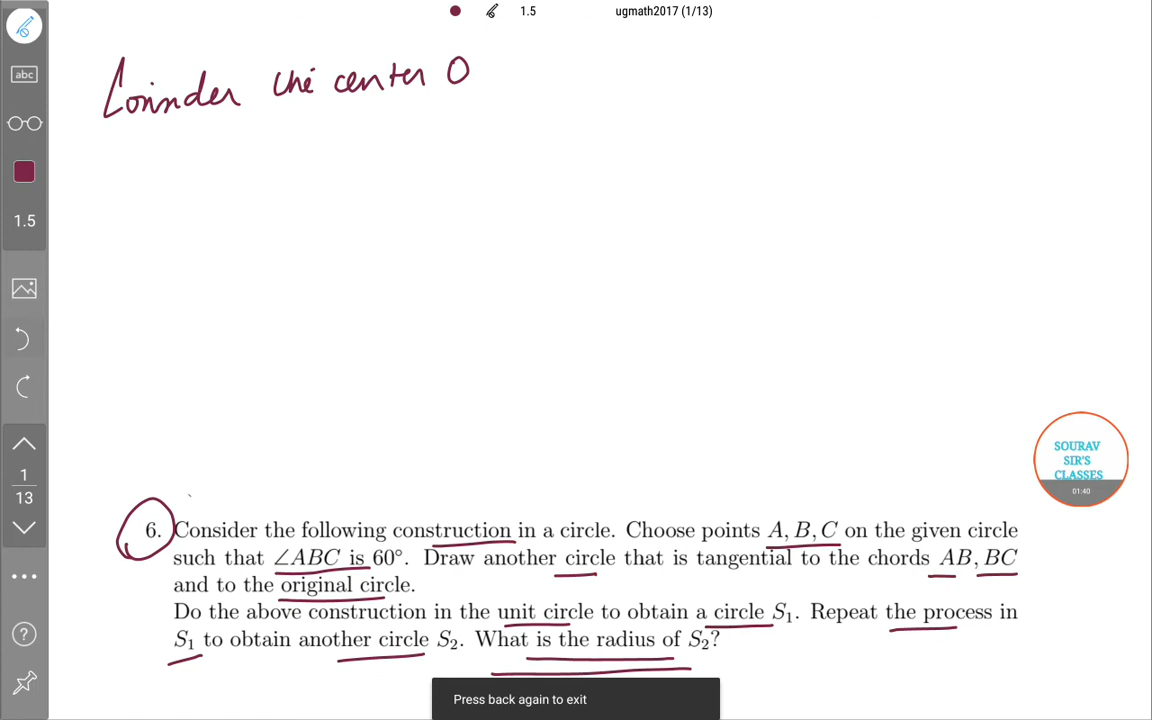 1.5
ugmath2017 (1/13)
abc
1.5
1
13
Consinder the center O
SOURAV
SIR'S
CLASSES
01:40
6. Consider the following construction in a circle. Choose points A, B, C on the given circle
such that ∠ABC is 60°. Draw another circle that is tangential to the chords AB, BC
and to the original circle.
Do the above construction in the unit circle to obtain a circle S₁. Repeat the process in
S₁ to obtain another circle S₂. What is the radius of S₂?
Press back again to exit
?